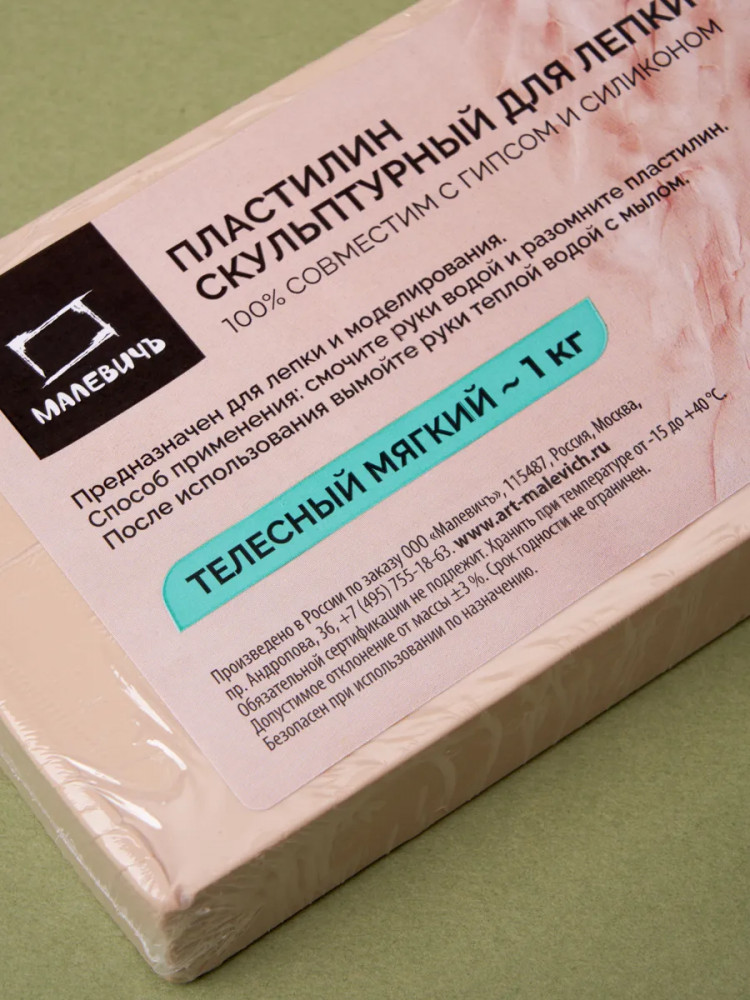 ПЛАСТИЛИН
СКУЛЬПТУРНЫЙ ДЛЯ ЛЕПКИ
100% СОВМЕСТИМ С ГИПСОМ И СИЛИКОНОМ
МАЛЕВИЧЪ
Предназначен для лепки и моделирования.
Способ применения: смочите руки водой и разомните пластилин.
После использования вымойте руки теплой водой с мылом.
ТЕЛЕСНЫЙ МЯГКИЙ ~ 1 кг
Произведено в России по заказу ООО «Малевичъ», 115487, Россия, Москва,
пр. Андропова, 36, +7 (495) 755-18-63. www.art-malevich.ru
Обязательной сертификации не подлежит. Хранить при температуре от -15 до +40 °С.
Допустимое отклонение от массы ±3 %. Срок годности не ограничен.
Безопасен при использовании по назначению.